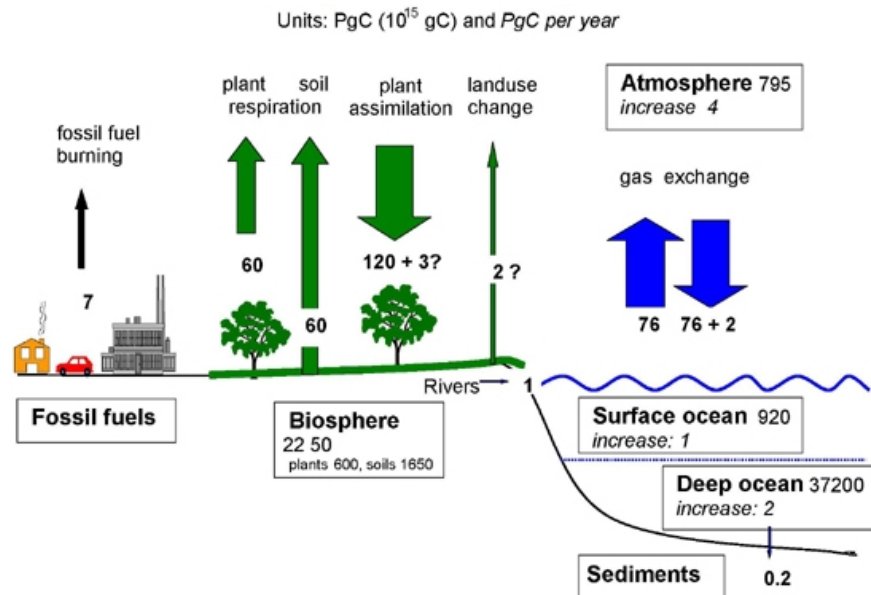 Units: PgC (10¹⁵ gC) and PgC per year
plant soil
respiration
plant
assimilation
landuse
change
Atmosphere 795
increase 4
fossil fuel
burning
gas exchange
60
120 + 3?
2 ?
7
60
76 76 + 2
Rivers
1
Fossil fuels
Biosphere
22 50
plants 600, soils 1650
Surface ocean 920
increase: 1
Deep ocean 37200
increase: 2
Sediments
0.2